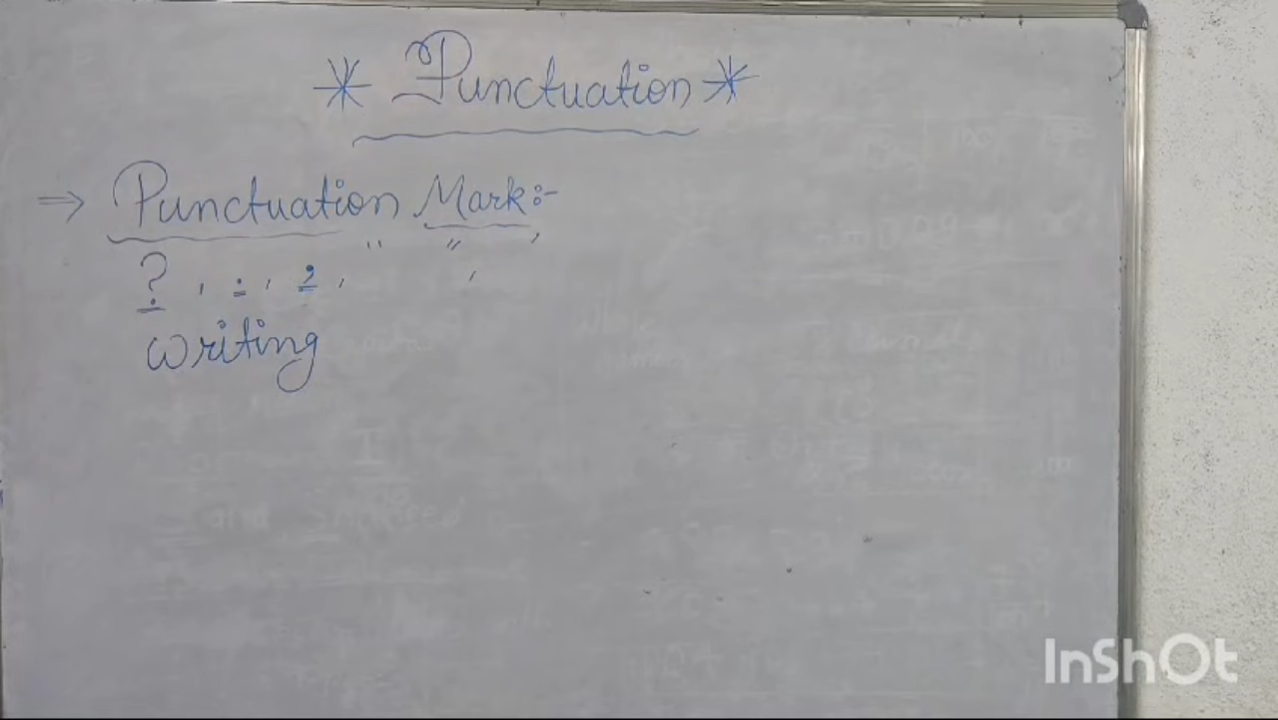 * Punctuation *
⇒ Punctuation Mark:-
? , . , , , " " ,
writing
InShOt